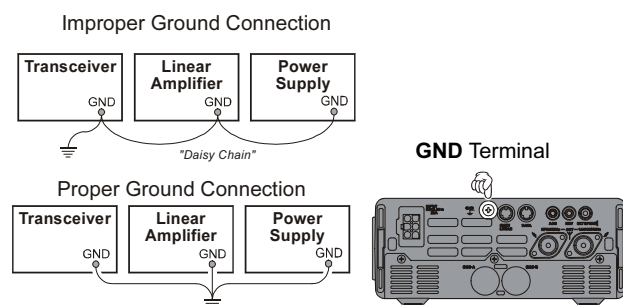 Improper Ground Connection
Transceiver
Linear
Amplifier
Power
Supply
GND
GND
GND
"Daisy Chain"
Proper Ground Connection
Transceiver
Linear
Amplifier
Power
Supply
GND
GND
GND
GND Terminal
DATA